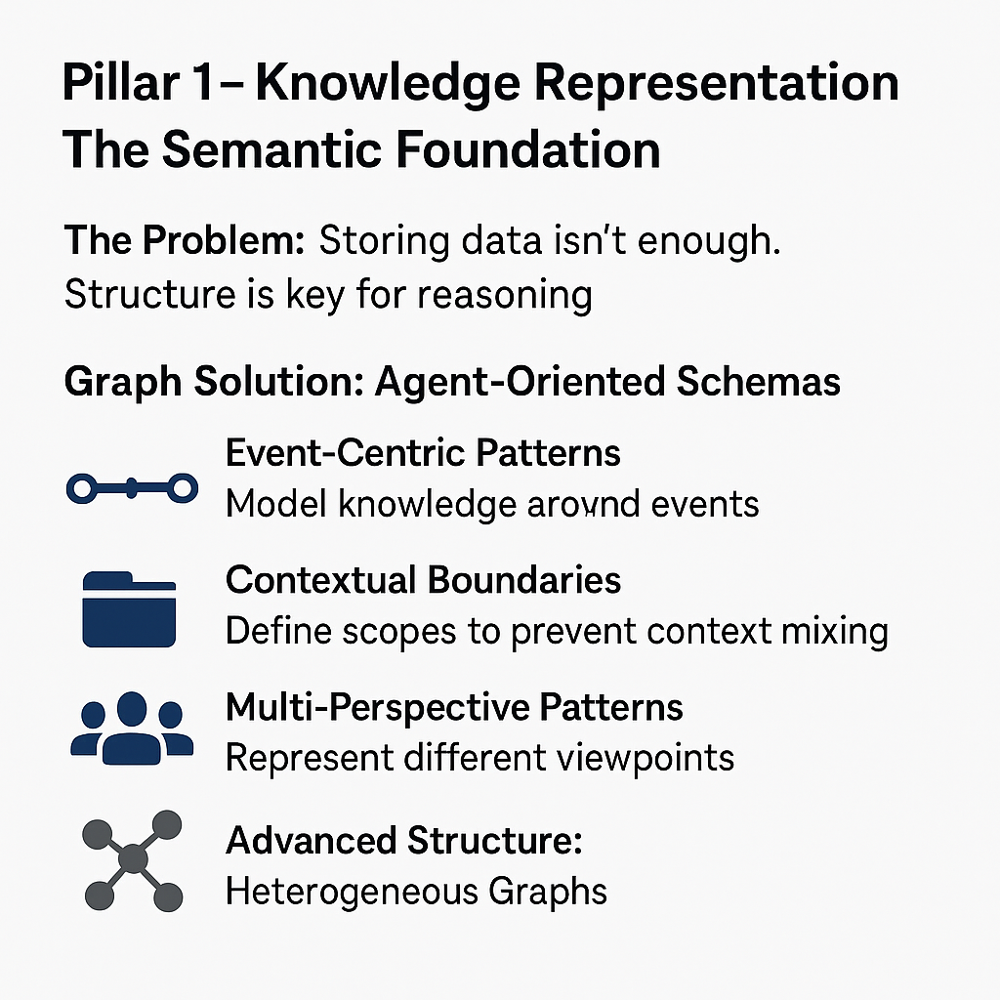 Pillar 1 – Knowledge Representation
The Semantic Foundation
The Problem: Storing data isn't enough.
Structure is key for reasoning
Graph Solution: Agent-Oriented Schemas
Event-Centric Patterns
Model knowledge arovnd events
Contextual Boundaries
Define scopes to prevent context mixing
Multi-Perspective Patterns
Represent different viewpoints
Advanced Structure:
Heterogeneous Graphs